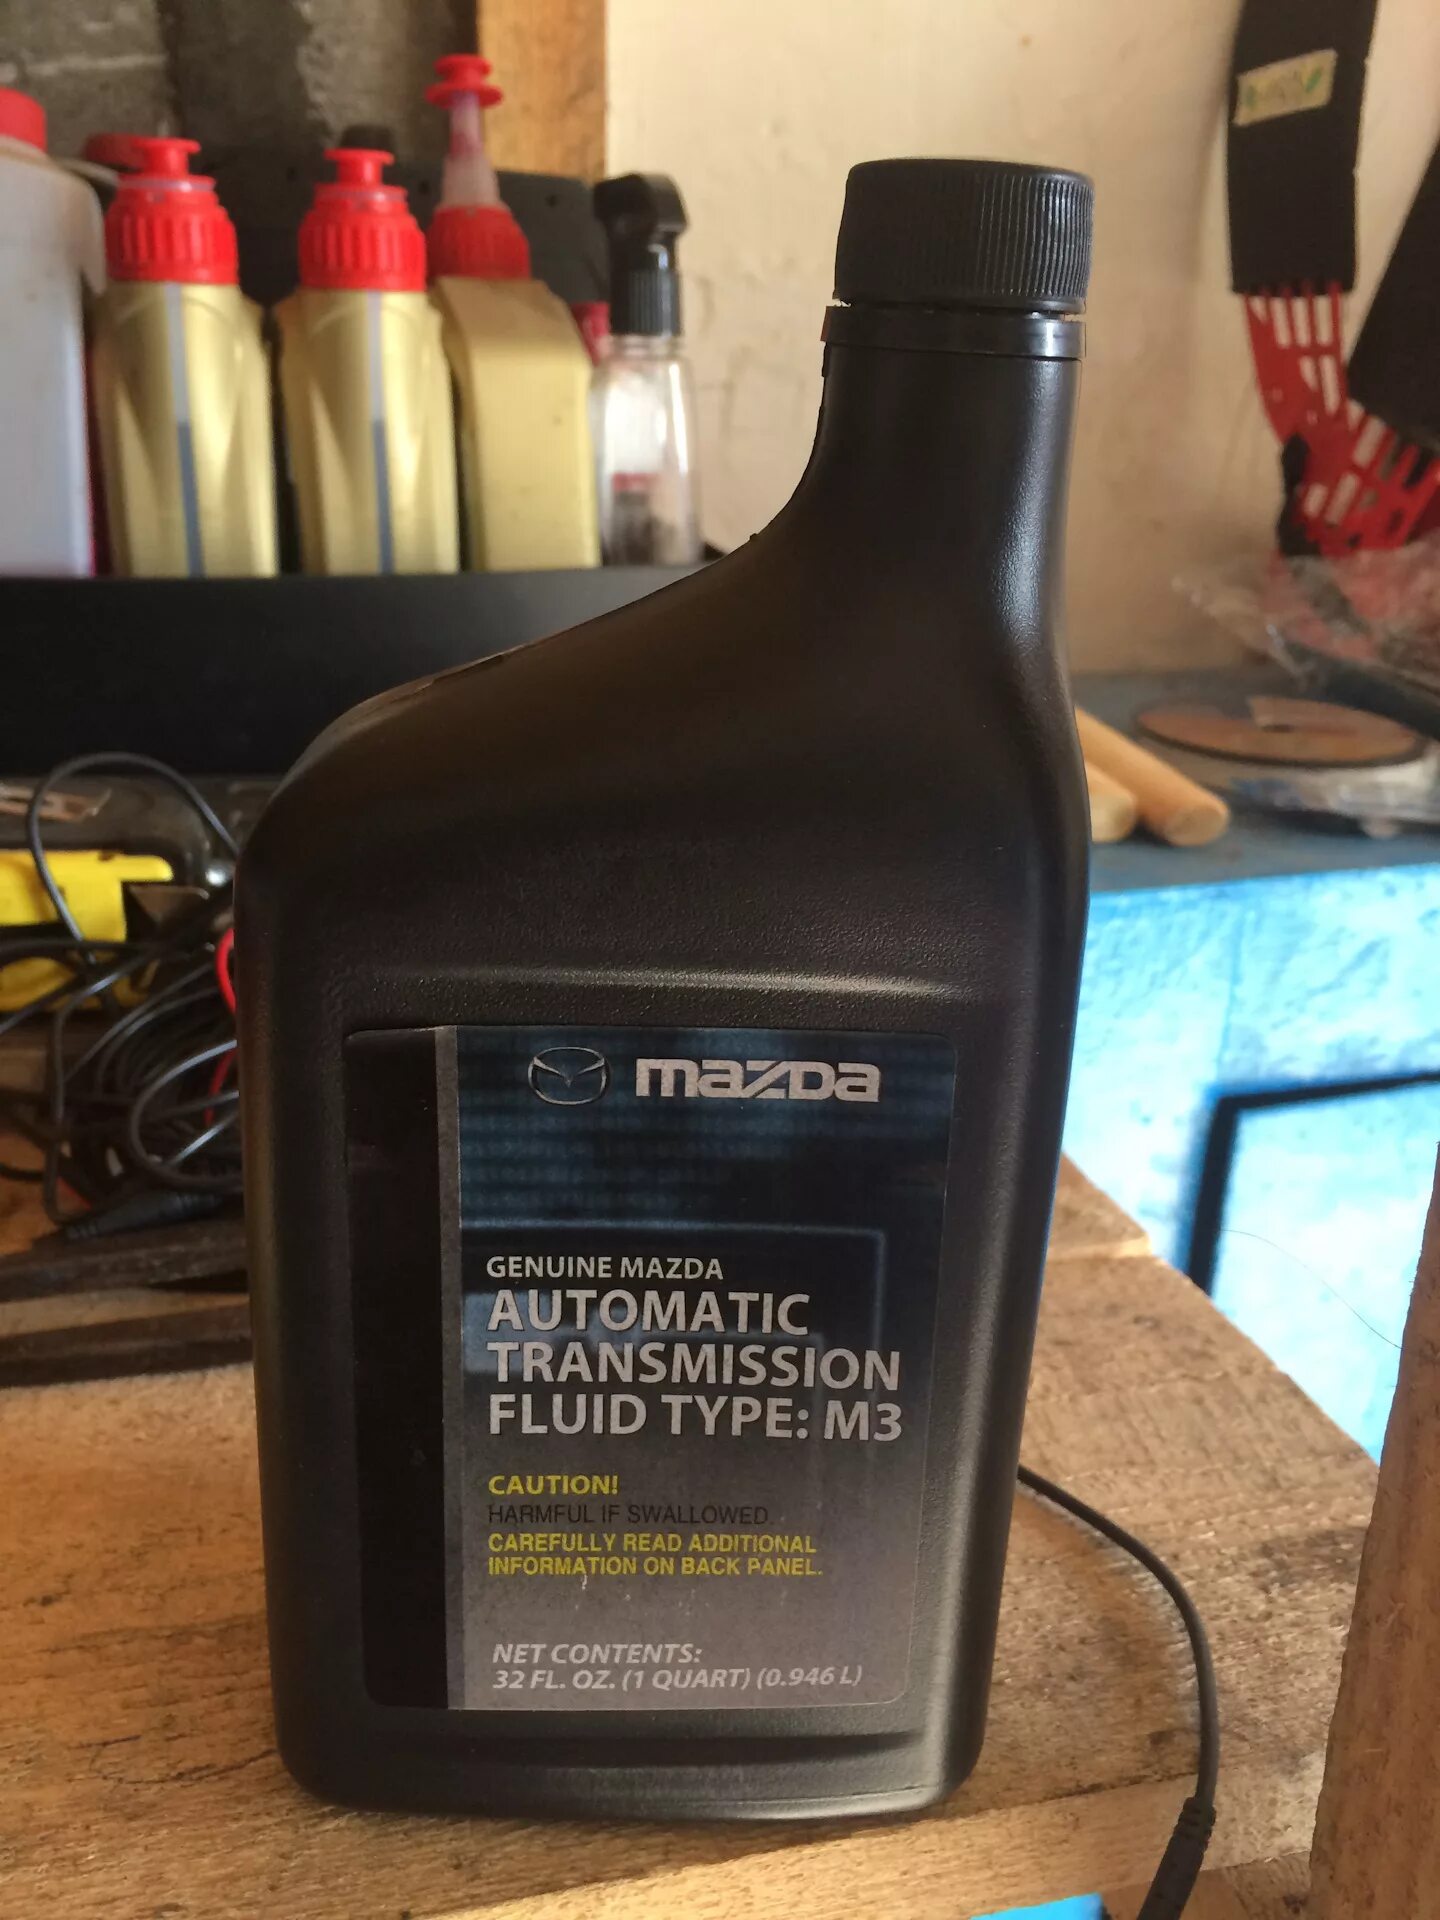 mazda
GENUINE MAZDA
AUTOMATIC
TRANSMISSION
FLUID TYPE: M3
CAUTION!
HARMFUL IF SWALLOWED.
CAREFULLY READ ADDITIONAL
INFORMATION ON BACK PANEL.
NET CONTENTS:
32 FL. OZ. (1 QUART) (0.946 L)